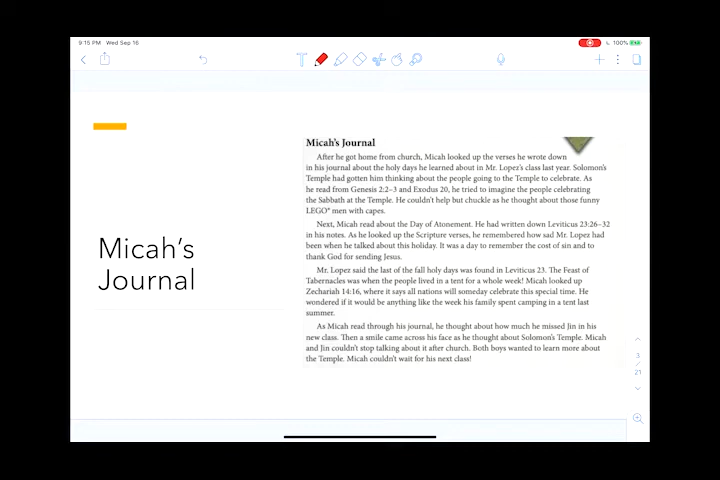 9:15 PM Wed Sep 16
100%
T
Micah's Journal
After he got home from church, Micah looked up the verses he wrote down
in his journal about the holy days he learned about in Mr. Lopez's class last year. Solomon's
Temple had gotten him thinking about the people going to the Temple to celebrate. As
he read from Genesis 2:2–3 and Exodus 20, he tried to imagine the people celebrating
the Sabbath at the Temple. He couldn't help but chuckle as he thought about those funny
LEGO® men with capes.
Next, Micah read about the Day of Atonement. He had written down Leviticus 23:26–32
in his notes. As he looked up the Scripture verses, he remembered how sad Mr. Lopez had
been when he talked about this holiday. It was a day to remember the cost of sin and to
thank God for sending Jesus.
Mr. Lopez said the last of the fall holy days was found in Leviticus 23. The Feast of
Tabernacles was when the people lived in a tent for a whole week! Micah looked up
Zechariah 14:16, where it says all nations will someday celebrate this special time. He
wondered if it would be anything like the week his family spent camping in a tent last
summer.
As Micah read through his journal, he thought about how much he missed Jin in his
new class. Then a smile came across his face as he thought about Solomon's Temple. Micah
and Jin couldn't stop talking about it after church. Both boys wanted to learn more about
the Temple. Micah couldn't wait for his next class!
Micah's
Journal
3
/
21